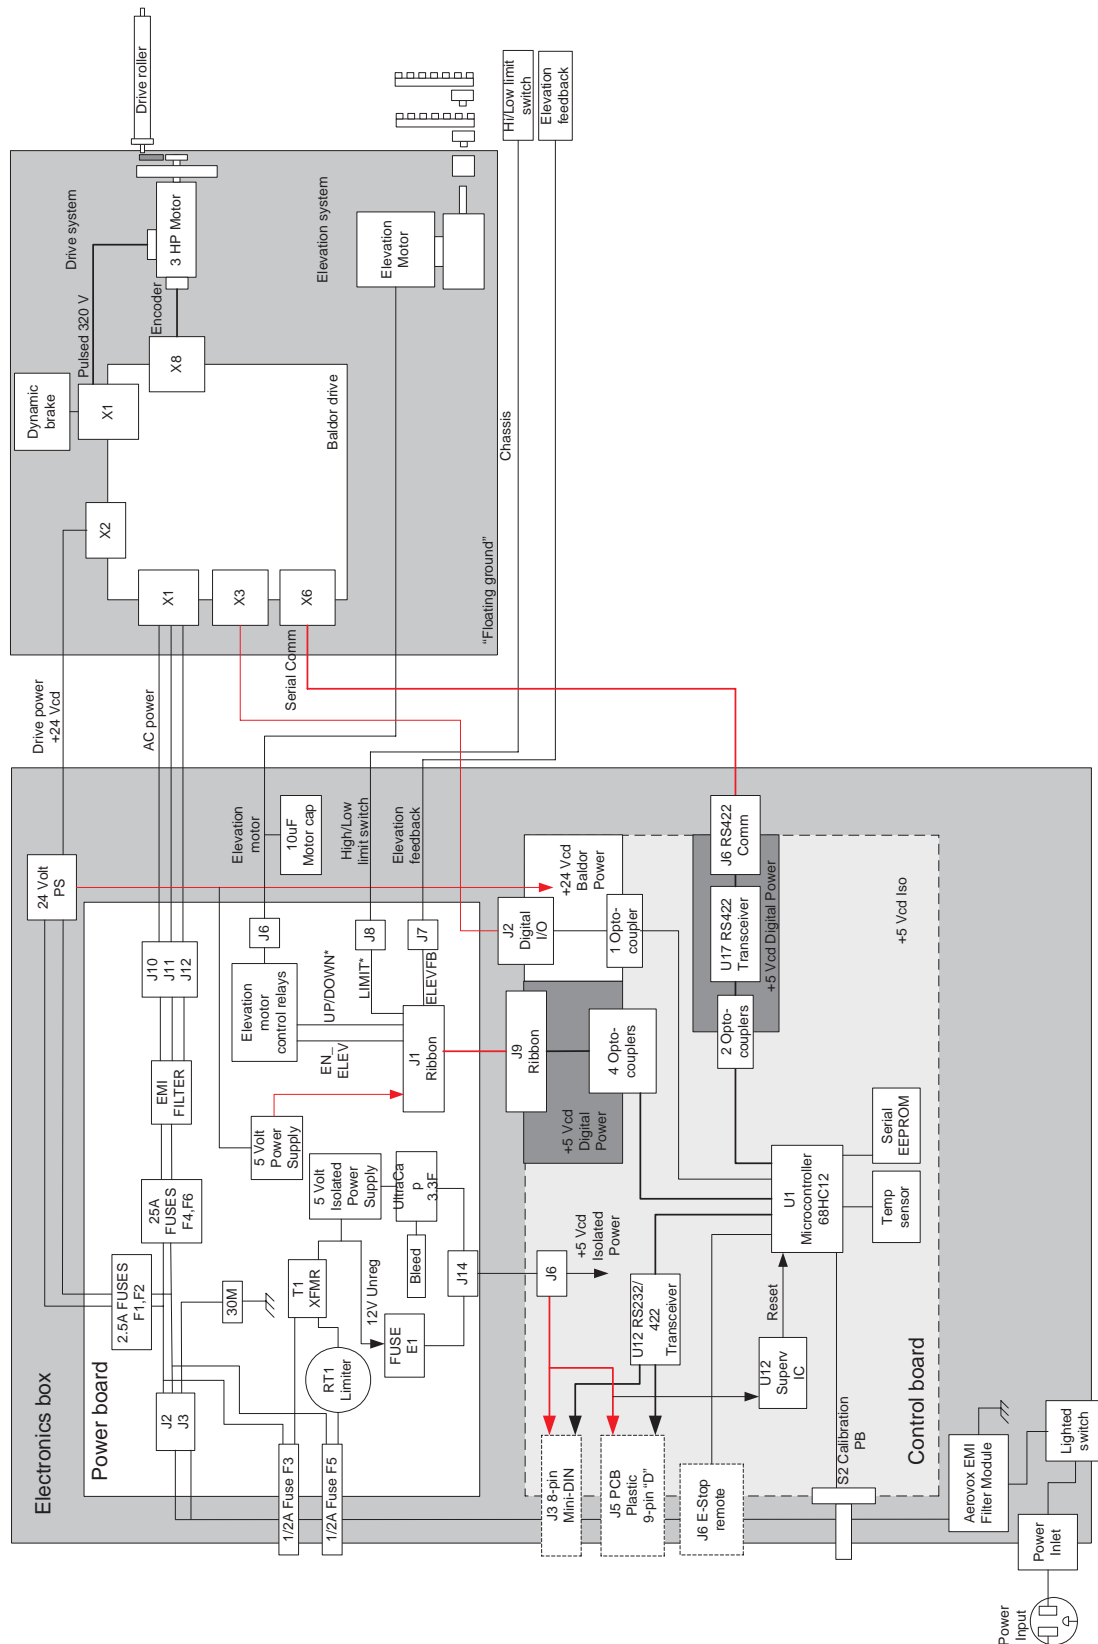 Drive roller
Drive system
3 HP Motor
Encoder
Pulsed 320 V
Dynamic
brake
X1
X8
X2
X1
X3
X6
Baldor drive
Serial Comm
"Floating ground"
Elevation system
Elevation
Motor
Hi/Low limit
switch
Elevation
feedback
Chassis
Drive power
+24 Vcd
AC power
Electronics box
24 Volt
PS
Elevation
motor
10uF
Motor cap
High/Low
limit switch
Elevation
feedback
Power board
J10
J11
J12
EMI
FILTER
25A
FUSES
F4,F6
2.5A FUSES
F1,F2
J2
J3
30M
J6
J8
J7
Elevation
motor
control relays
UP/DOWN*
LIMIT*
ELEVFB
EN_
ELEV
J1
Ribbon
5 Volt
Power
Supply
5 Volt
Isolated
Power
Supply
UltraCa
p
3.3F
Bleed
T1
XFMR
12V Unreg
FUSE
E1
J14
RT1
Limiter
1/2A Fuse F3
1/2A Fuse F5
Control board
+24 Vcd
Baldor
Power
J2
Digital
I/O
1 Opto-
coupler
J9
Ribbon
4 Opto-
couplers
+5 Vcd
Digital
Power
J6 RS422
Comm
U17 RS422
Transceiver
+5 Vcd Digital Power
2 Opto-
couplers
+5 Vcd Iso
J6
+5 Vcd
Isolated
Power
U12 RS232/
422
Transceiver
U1
Microcontroller
68HC12
Serial
EEPROM
Temp
sensor
Reset
U12
Superv
IC
J3 8-pin
Mini-DIN
J5 PCB
Plastic
9-pin "D"
J6 E-Stop
remote
S2 Calibration
PB
Aerovox EMI
Filter Module
Lighted
switch
Power
Inlet
Power
Input